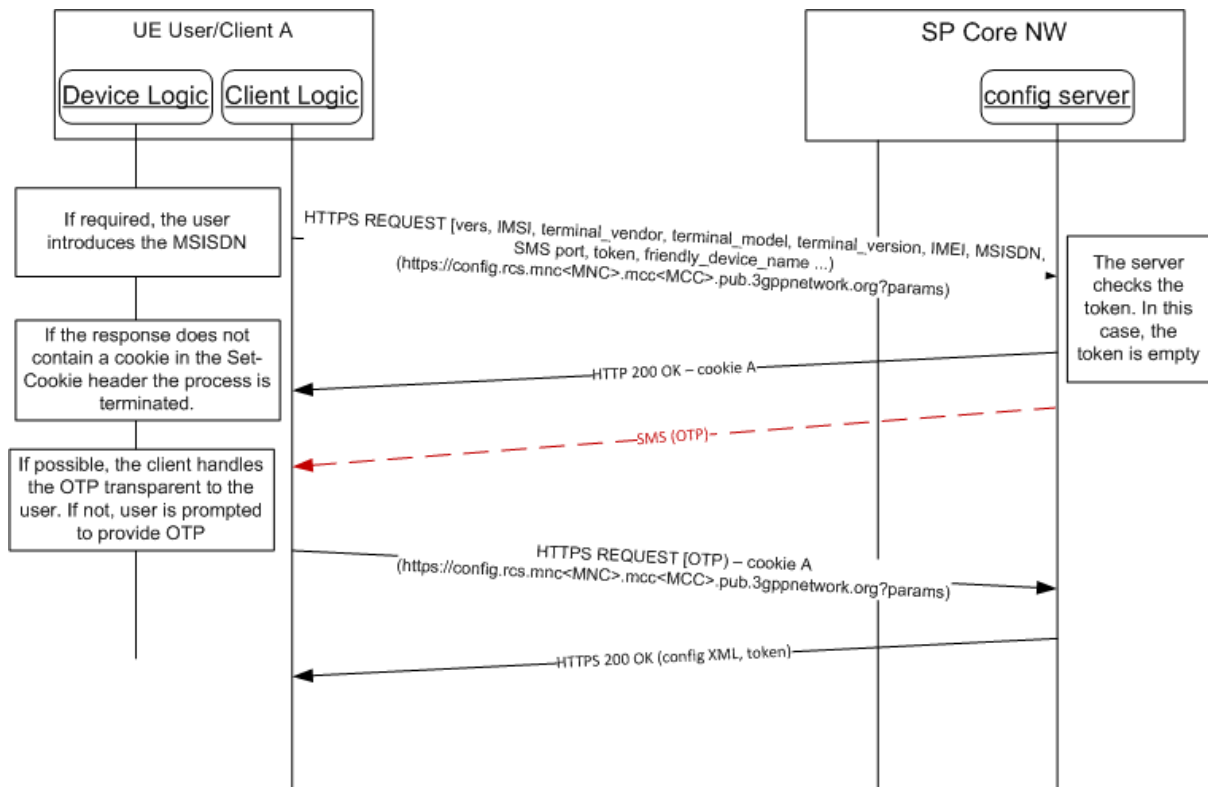 UE User/Client A
SP Core NW
Device Logic
Client Logic
config server
If required, the user
introduces the MSISDN
HTTPS REQUEST [vers, IMSI, terminal_vendor, terminal_model, terminal_version, IMEI, MSISDN,
SMS port, token, friendly_device_name ...)
(https://config.rcs.mnc<MNC>.mcc<MCC>.pub.3gppnetwork.org?params)
The server
checks the
token. In this
case, the
token is empty
If the response does not
contain a cookie in the Set-
Cookie header the process is
terminated.
HTTP 200 OK – cookie A
SMS (OTP)
If possible, the client handles
the OTP transparent to the
user. If not, user is prompted
to provide OTP
HTTPS REQUEST [OTP) – cookie A
(https://config.rcs.mnc<MNC>.mcc<MCC>.pub.3gppnetwork.org?params)
HTTPS 200 OK (config XML, token)